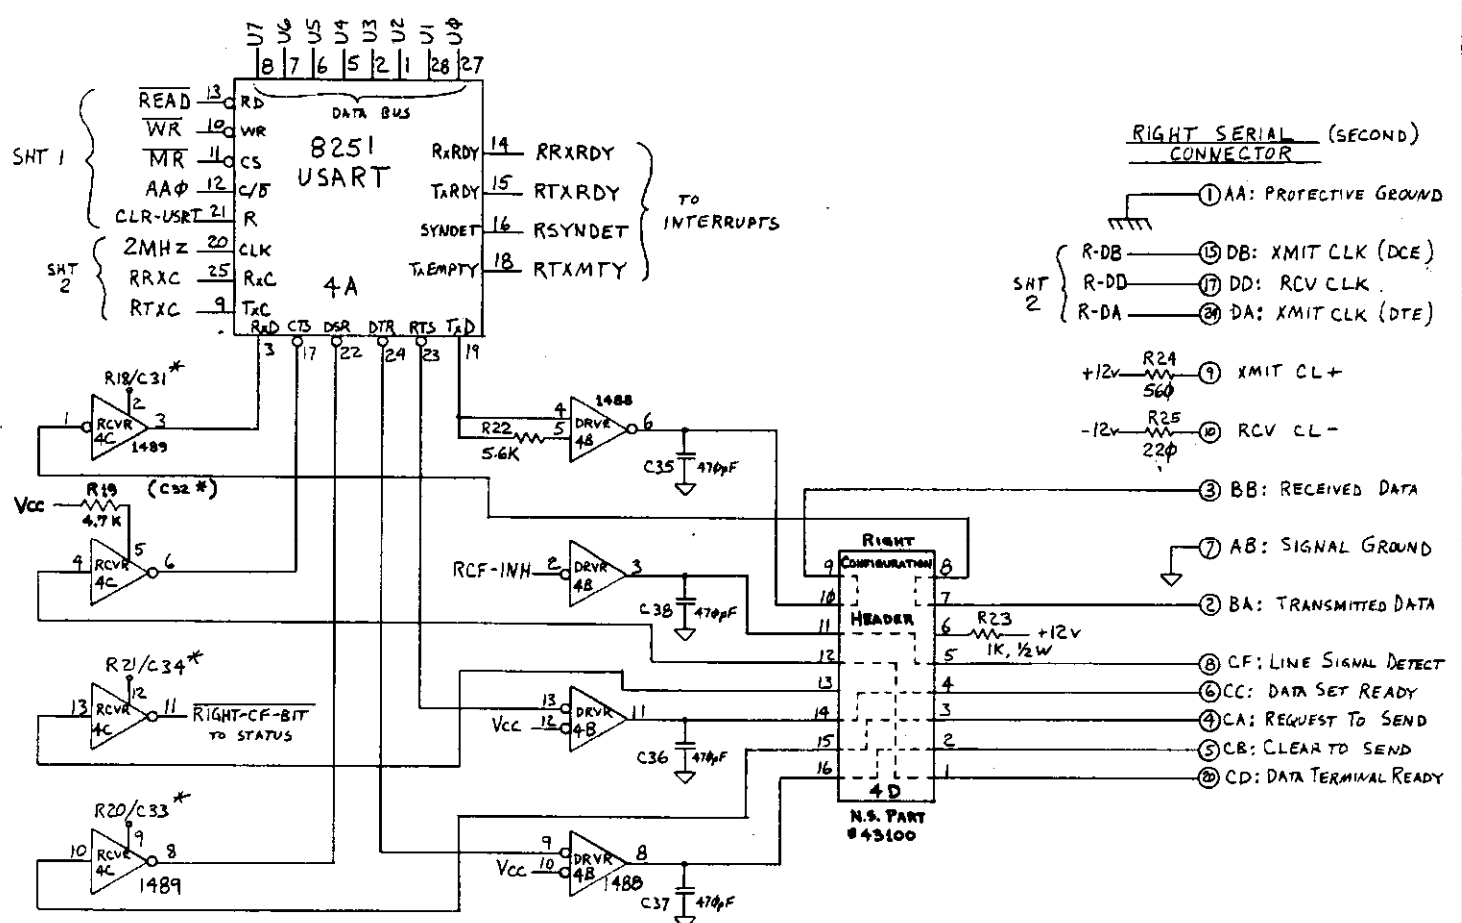 U7 U6 U5 U4 U3 U2 U1 UØ
8 7 6 5 2 1 28 27
DATA BUS
8251
USART
4A
SHT 1
READ 13 RD
WR 10 WR
MR 11 CS
AAØ 12 C/D
CLR-USRT 21 R
SHT 2
2MHZ 20 CLK
RRXC 25 RxC
RTXC 9 TxC
RxRDY 14 RRXRDY
TxRDY 15 RTXRDY
SYNDET 16 RSYNDET
TxEMPTY 18 RTXMTY
TO INTERRUPTS
RxD CTS DSR DTR RTS TxD
3 17 22 24 23 19
RIGHT SERIAL (SECOND)
CONNECTOR
1 AA: PROTECTIVE GROUND
SHT 2
R-DB 15 DB: XMIT CLK (DCE)
R-DD 17 DD: RCV CLK
R-DA 24 DA: XMIT CLK (DTE)
+12V R24 56Ø 9 XMIT CL+
-12V R25 22Ø 10 RCV CL-
3 BB: RECEIVED DATA
7 AB: SIGNAL GROUND
2 BA: TRANSMITTED DATA
8 CF: LINE SIGNAL DETECT
6 CC: DATA SET READY
4 CA: REQUEST TO SEND
5 CB: CLEAR TO SEND
20 CD: DATA TERMINAL READY
R18/C31*
1 2 3
RCVR
4C
1489
(C32*)
VCC R19
4.7K
4 5 6
RCVR
4C
R21/C34*
13 12 11
RCVR
4C
RIGHT-CF-BIT
TO STATUS
R20/C33*
10 9 8
RCVR
4C
1489
1488
4 5 6
DRVR
4B
R22
5.6K
C35 47ØpF
RCF-INH 2 3
DRVR
4B
C38 47ØpF
13 11
VCC 12
DRVR
4B
C36 47ØpF
9 8
VCC 10
DRVR
4B
1488
C37 47ØpF
RIGHT
CONFIGURATION
HEADER
9 8
10 7
11 6
12 5
13 4
14 3
15 2
16 1
4D
N.S. PART
#43100
R23
1K, ½W
+12V